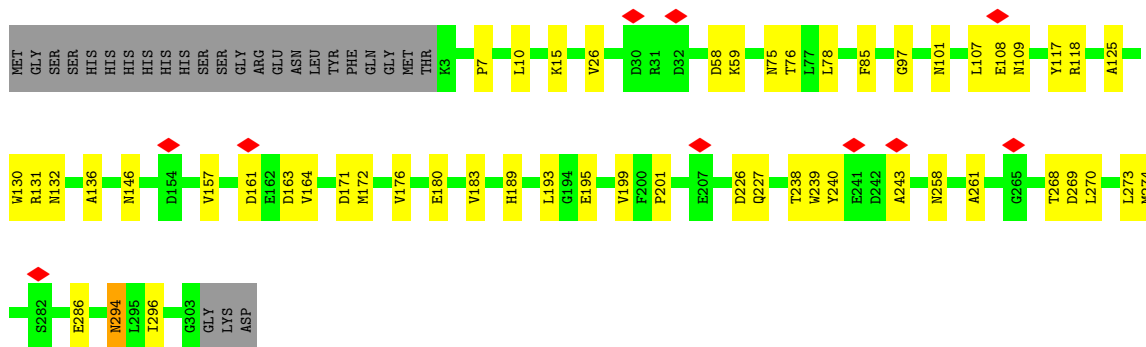 MET GLY SER SER HIS HIS HIS HIS HIS HIS SER SER GLY ARG GLU ASN LEU TYR PHE GLN GLY MET THR K3 P7 L10 K15 V26 D30 R31 D32 D58 K59 N75 T76 L77 L78 F85 G97 N101 L107 E108 N109 Y117 R118 A125
W130 R131 N132 A136 N146 D154 V157 D161 E162 D163 V164 D171 M172 V176 E180 V183 H189 L193 G194 E195 V199 F200 P201 E207 D226 Q227 T238 W239 Y240 E241 D242 A243 N258 A261 G265 T268 D269 L270 L273
S282 E286 N294 L295 I296 G303 GLY LYS ASP